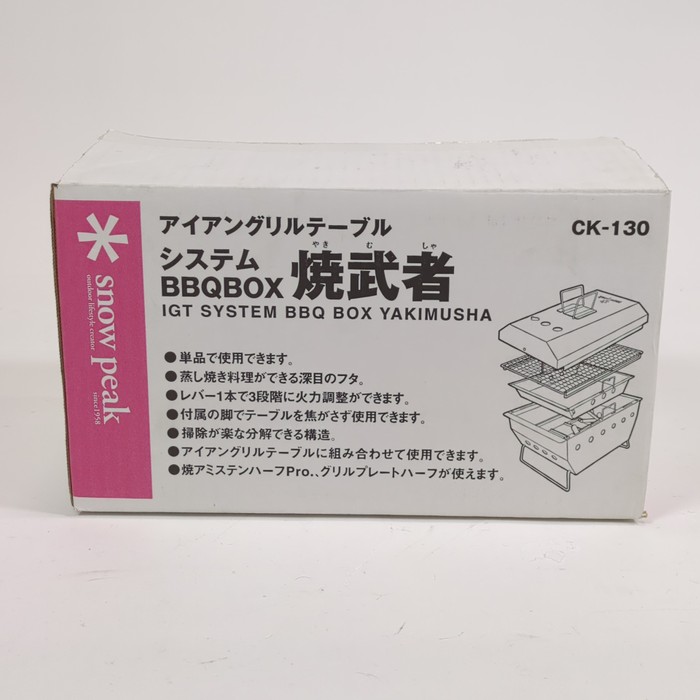 snow peak
outdoor lifestyle creator
since1958
アイアングリルテーブル
CK-130
システム
BBQBOX 焼武者
やき む しゃ
IGT SYSTEM BBQ BOX YAKIMUSHA
●単品で使用できます。
●蒸し焼き料理ができる深目のフタ。
●レバー1本で3段階に火力調整ができます。
●付属の脚でテーブルを焦がさず使用できます。
●掃除が楽な分解できる構造。
●アイアングリルテーブルに組み合わせて使用できます。
●焼アミステンハーフPro.、グリルプレートハーフが使えます。